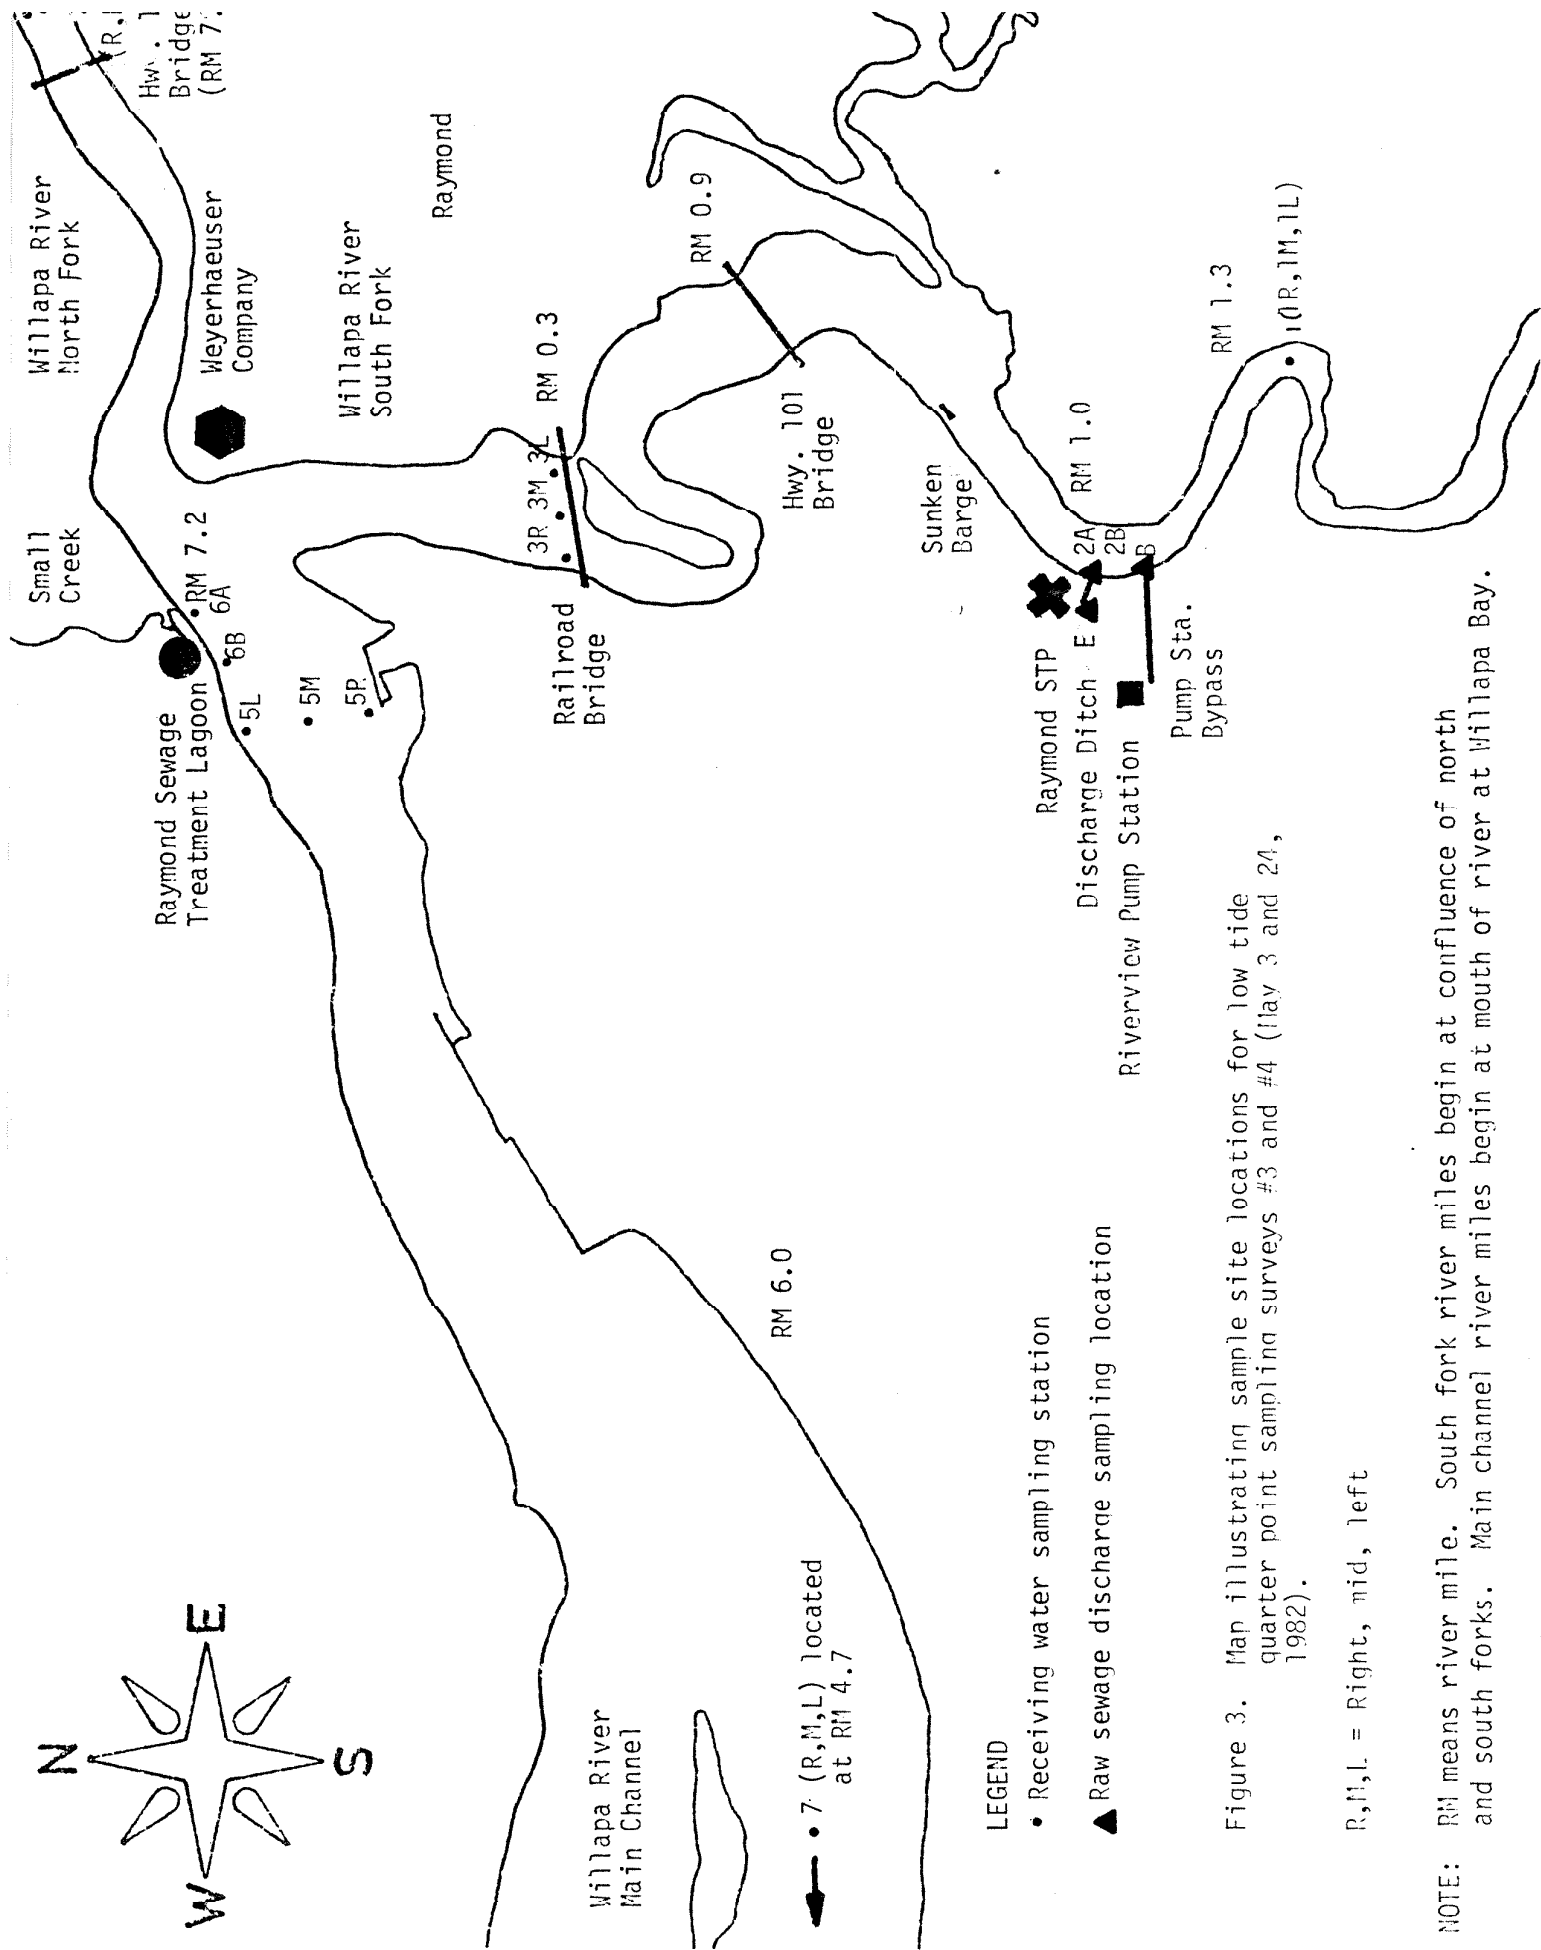 N
W
E
S
Willapa River
Main Channel
7 (R,M,L) located
at RM 4.7
RM 6.0
Small
Creek
Willapa River
North Fork
Bridge
(RM 7.
Raymond Sewage
Treatment Lagoon
RM 7.2
6A
6B
5L
5M
5R
Weyerhaeuser
Company
Willapa River
South Fork
Raymond
Railroad
Bridge
3R 3M 3L
RM 0.3
RM 0.9
Hwy. 101
Bridge
Sunken
Barge
Raymond STP
Discharge Ditch E
2A
2B
B
RM 1.0
Riverview Pump Station
Pump Sta.
Bypass
RM 1.3
1(1R,1M,1L)
LEGEND
• Receiving water sampling station
▲ Raw sewage discharge sampling location
Figure 3. Map illustrating sample site locations for low tide
quarter point sampling surveys #3 and #4 (May 3 and 24,
1982).
R,M,L = Right, mid, left
NOTE: RM means river mile. South fork river miles begin at confluence of north
and south forks. Main channel river miles begin at mouth of river at Willapa Bay.